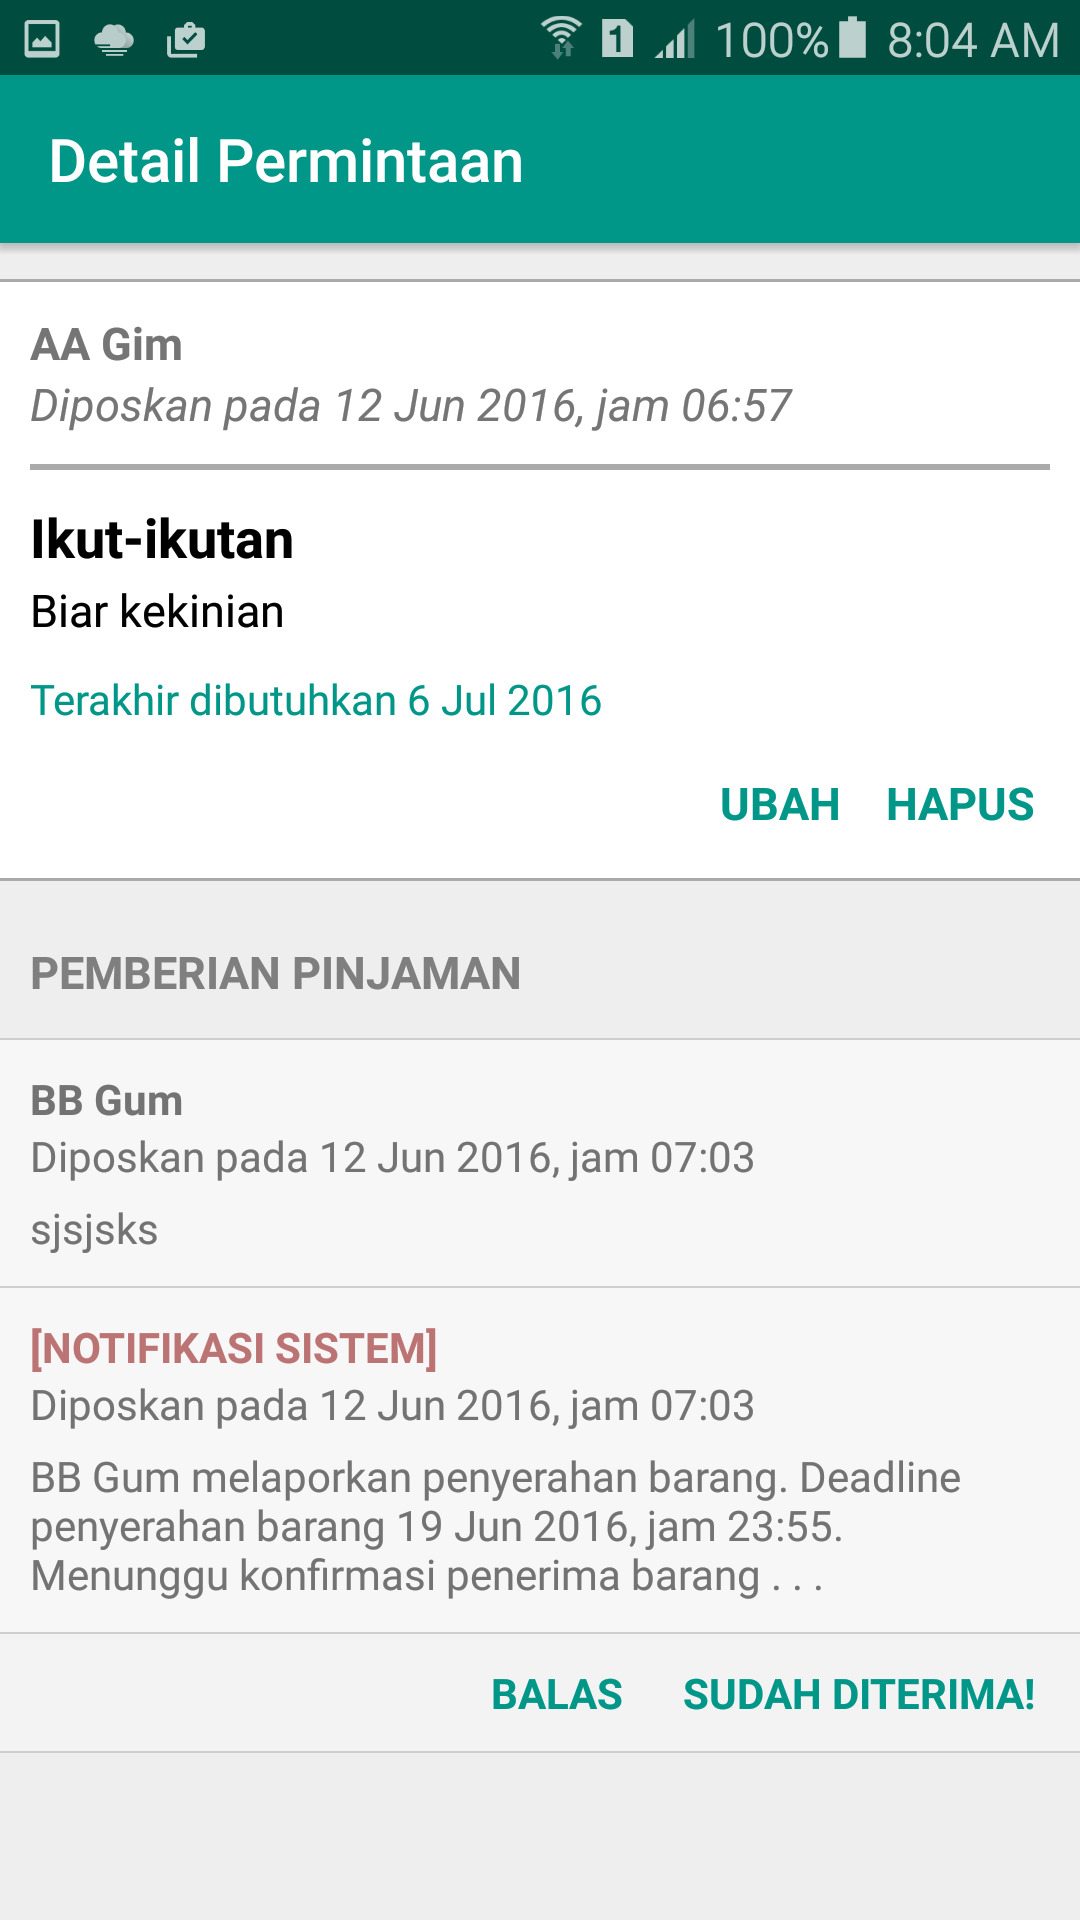 1 100% 8:04 AM
Detail Permintaan
AA Gim
Diposkan pada 12 Jun 2016, jam 06:57
Ikut-ikutan
Biar kekinian
Terakhir dibutuhkan 6 Jul 2016
UBAH HAPUS
PEMBERIAN PINJAMAN
BB Gum
Diposkan pada 12 Jun 2016, jam 07:03
sjsjsks
[NOTIFIKASI SISTEM]
Diposkan pada 12 Jun 2016, jam 07:03
BB Gum melaporkan penyerahan barang. Deadline
penyerahan barang 19 Jun 2016, jam 23:55.
Menunggu konfirmasi penerima barang . . .
BALAS SUDAH DITERIMA!